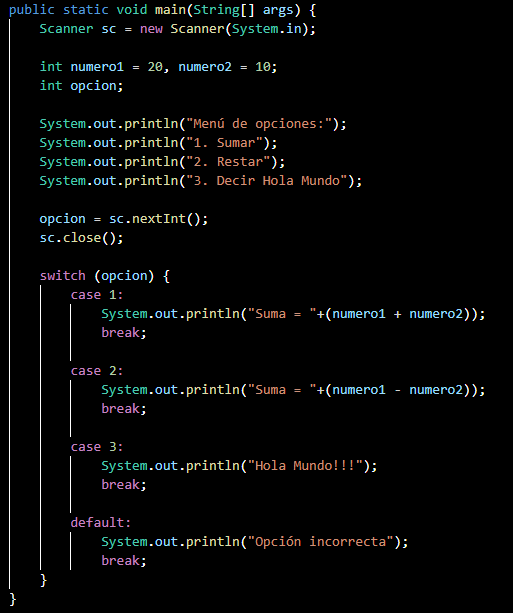 public static void main(String[] args) {
Scanner sc = new Scanner(System.in);
int numero1 = 20, numero2 = 10;
int opcion;
System.out.println("Menú de opciones:");
System.out.println("1. Sumar");
System.out.println("2. Restar");
System.out.println("3. Decir Hola Mundo");
opcion = sc.nextInt();
sc.close();
switch (opcion) {
case 1:
System.out.println("Suma = "+(numero1 + numero2));
break;
case 2:
System.out.println("Suma = "+(numero1 - numero2));
break;
case 3:
System.out.println("Hola Mundo!!!");
break;
default:
System.out.println("Opción incorrecta");
break;
}
}